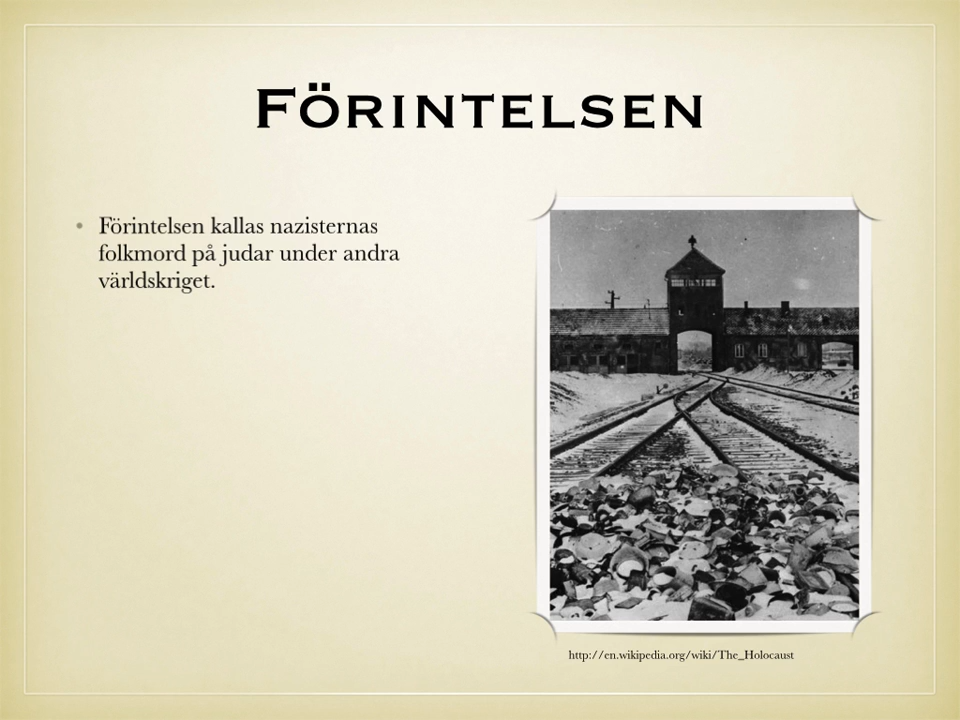 Förintelsen
• Förintelsen kallas nazisternas
folkmord på judar under andra
världskriget.
http://en.wikipedia.org/wiki/The_Holocaust